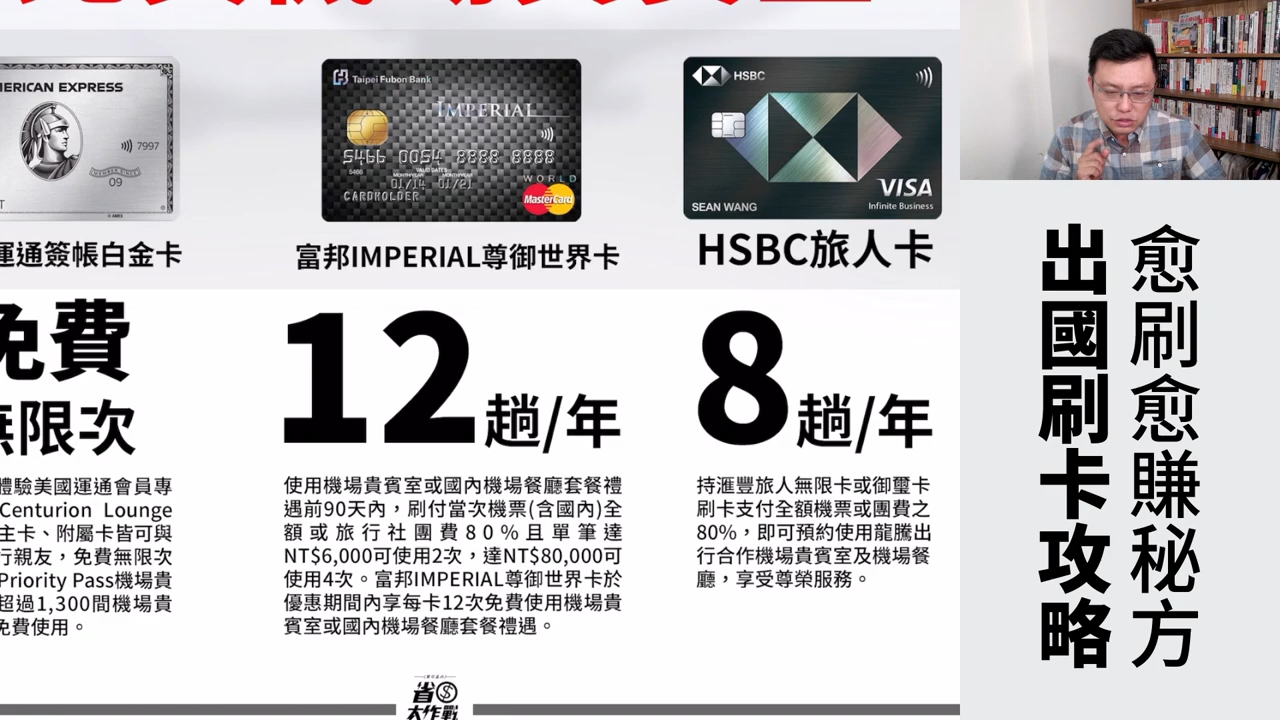 MERICAN EXPRESS
7997
09
運通簽帳白金卡
免費
無限次
體驗美國運通會員專
Centurion Lounge
主卡、附屬卡皆可與
行親友，免費無限次
Priority Pass機場貴
超過1,300間機場貴
免費使用。
Taipei Fubon Bank
IMPERIAL
5466 0054 8888 8888
5466
01/14 01/21
CARDHOLDER
WORLD
MasterCard
富邦IMPERIAL尊御世界卡
12趟/年
使用機場貴賓室或國內機場餐廳套餐禮
遇前90天內，刷付當次機票(含國內)全
額或旅行社團費80%且單筆達
NT$6,000可使用2次，達NT$80,000可
使用4次。富邦IMPERIAL尊御世界卡於
優惠期間內享每卡12次免費使用機場貴
賓室或國內機場餐廳套餐禮遇。
HSBC
VISA
Infinite Business
SEAN WANG
HSBC旅人卡
8趟/年
持滙豐旅人無限卡或御璽卡
刷卡支付全額機票或團費之
80%，即可預約使用龍騰出
行合作機場貴賓室及機場餐
廳，享受尊榮服務。
省
大作戰
愈刷愈賺秘方
出國刷卡攻略